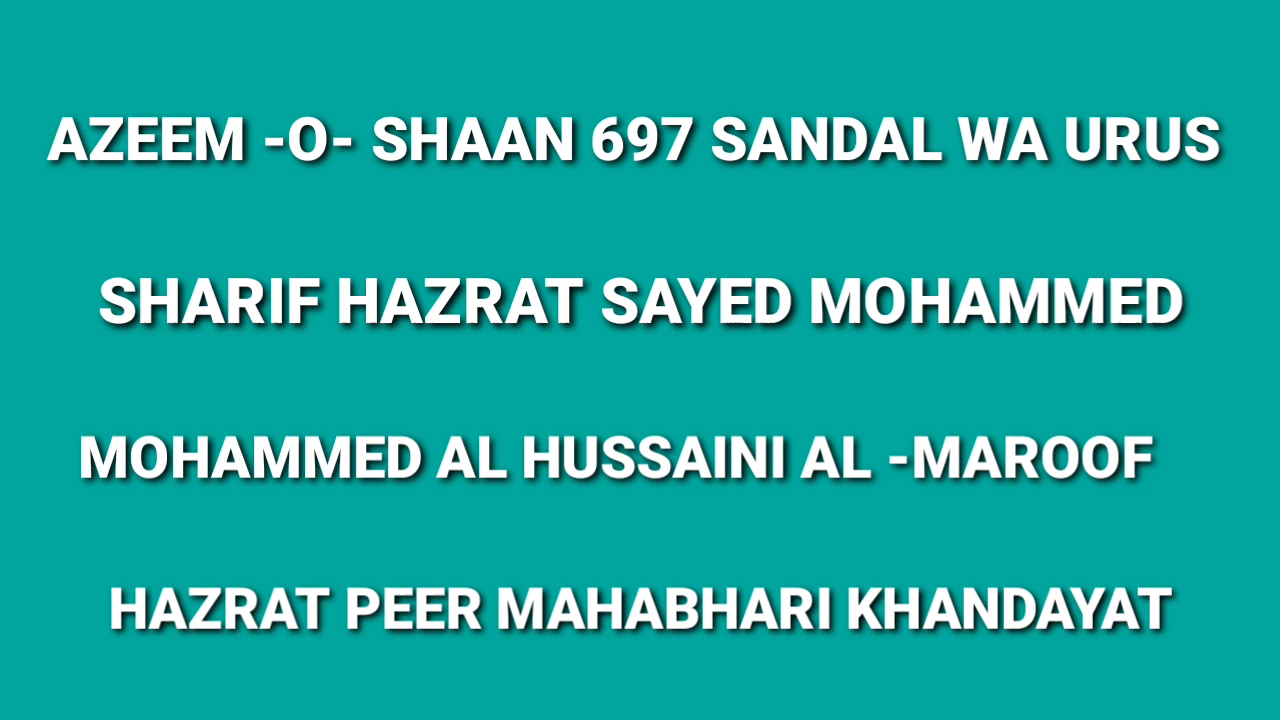 AZEEM -O- SHAAN 697 SANDAL WA URUS
SHARIF HAZRAT SAYED MOHAMMED
MOHAMMED AL HUSSAINI AL -MAROOF
HAZRAT PEER MAHABHARI KHANDAYAT